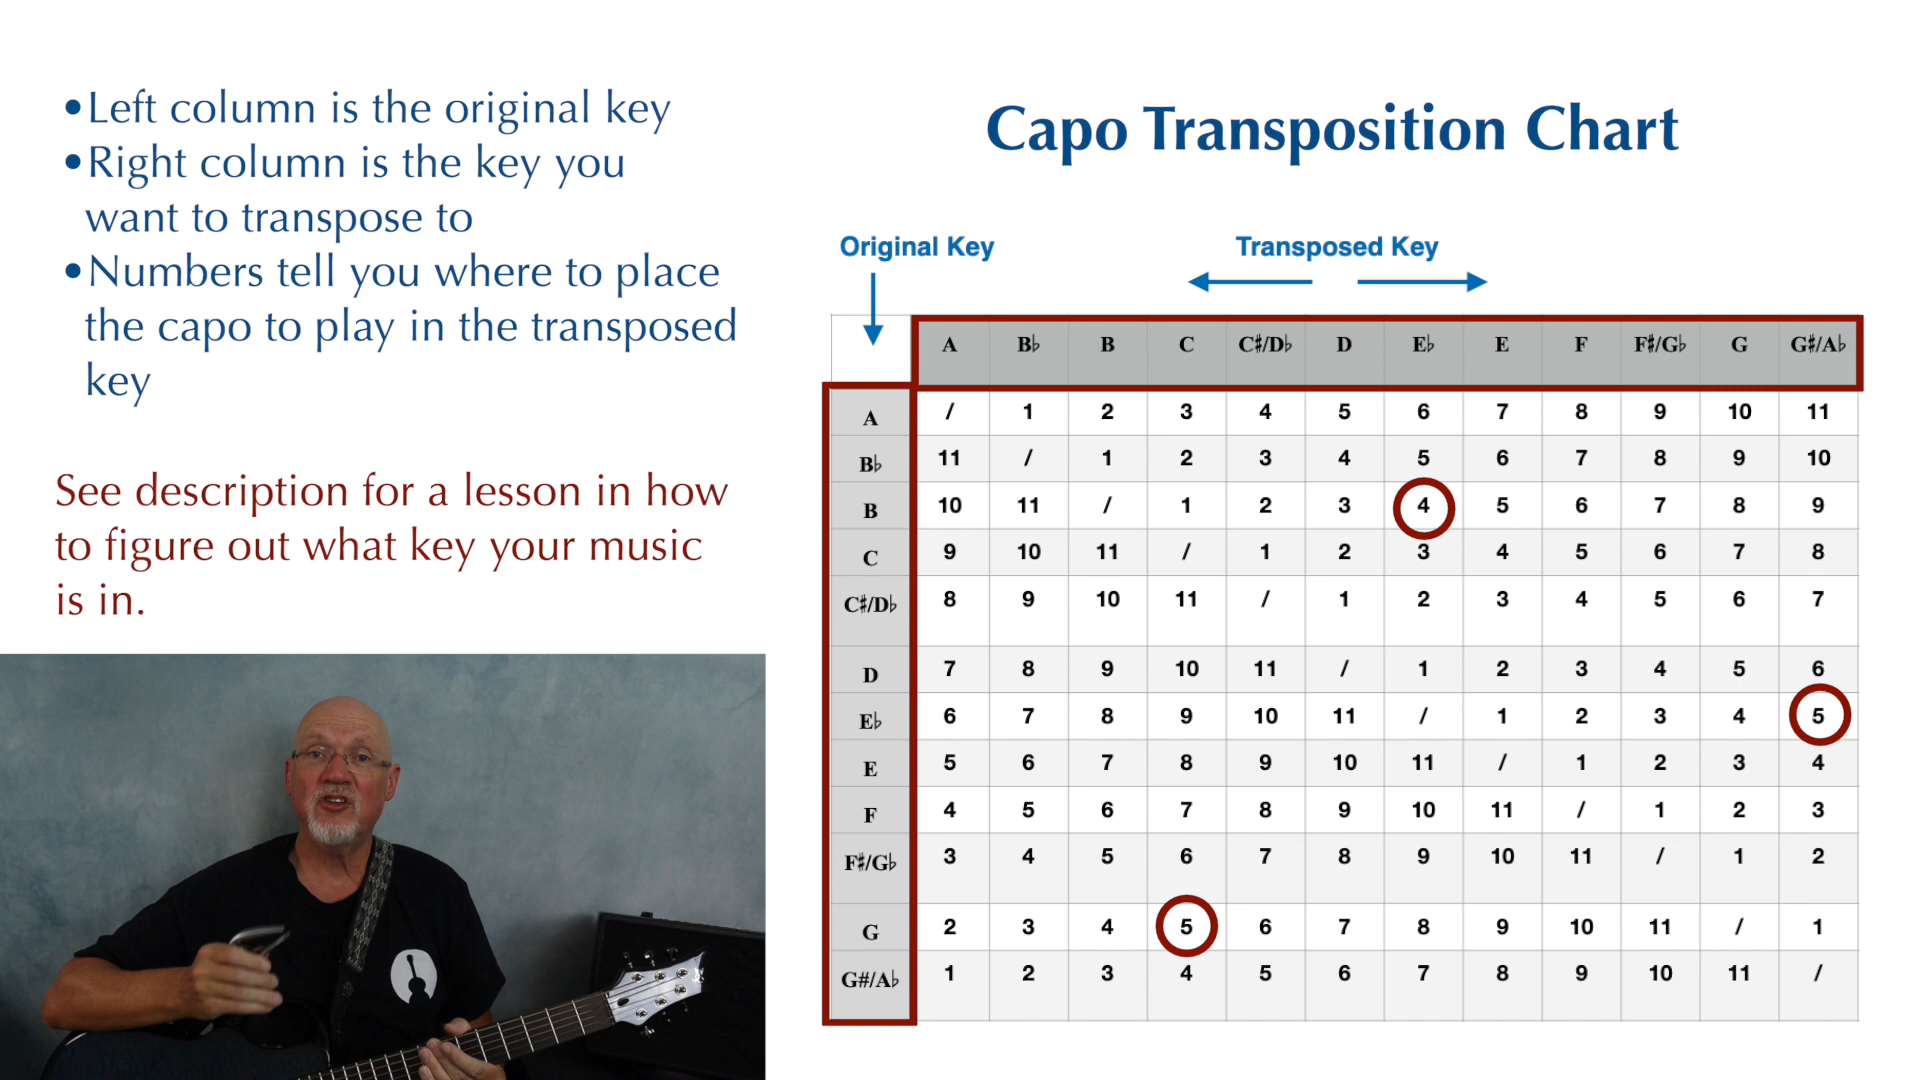 •Left column is the original key
•Right column is the key you
want to transpose to
•Numbers tell you where to place
the capo to play in the transposed
key
See description for a lesson in how
to figure out what key your music
is in.
Capo Transposition Chart
Original Key
Transposed Key
A B♭ B C C♯/D♭ D E♭ E F F♯/G♭ G G♯/A♭
A / 1 2 3 4 5 6 7 8 9 10 11
B♭ 11 / 1 2 3 4 5 6 7 8 9 10
B 10 11 / 1 2 3 4 5 6 7 8 9
C 9 10 11 / 1 2 3 4 5 6 7 8
C♯/D♭ 8 9 10 11 / 1 2 3 4 5 6 7
D 7 8 9 10 11 / 1 2 3 4 5 6
E♭ 6 7 8 9 10 11 / 1 2 3 4 5
E 5 6 7 8 9 10 11 / 1 2 3 4
F 4 5 6 7 8 9 10 11 / 1 2 3
F♯/G♭ 3 4 5 6 7 8 9 10 11 / 1 2
G 2 3 4 5 6 7 8 9 10 11 / 1
G#/A♭ 1 2 3 4 5 6 7 8 9 10 11 /